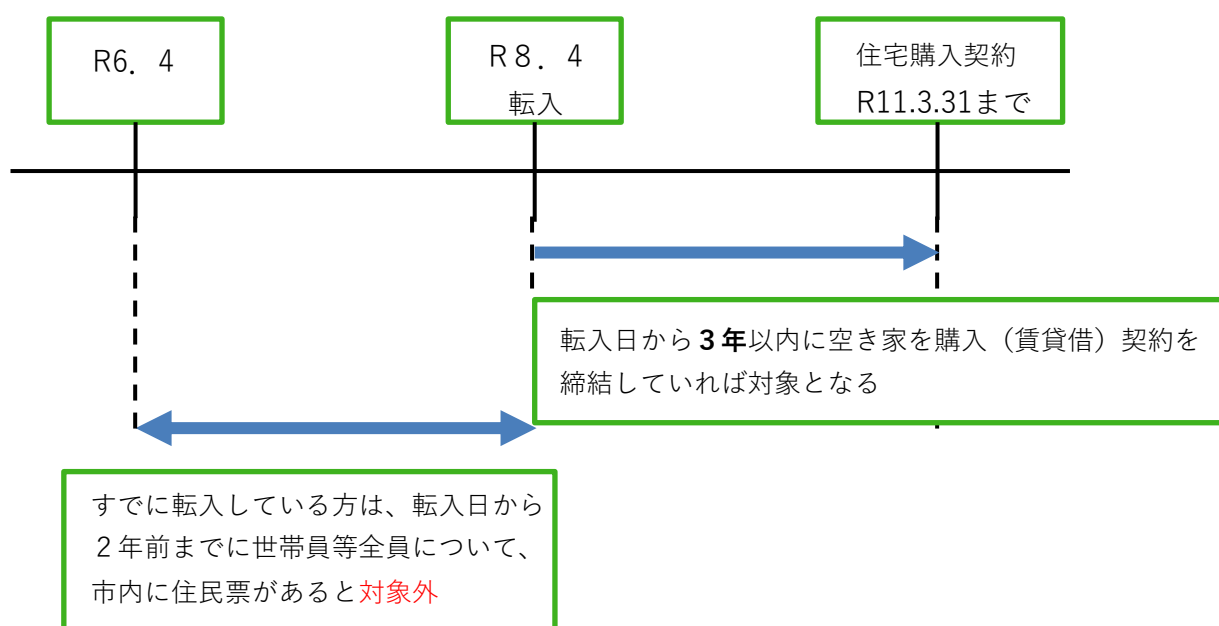 R6．4
R８．４
転入
住宅購入契約
R11.3.31まで
転入日から３年以内に空き家を購入（賃貸借）契約を
締結していれば対象となる
すでに転入している方は、転入日から
２年前までに世帯員等全員について、
市内に住民票があると対象外